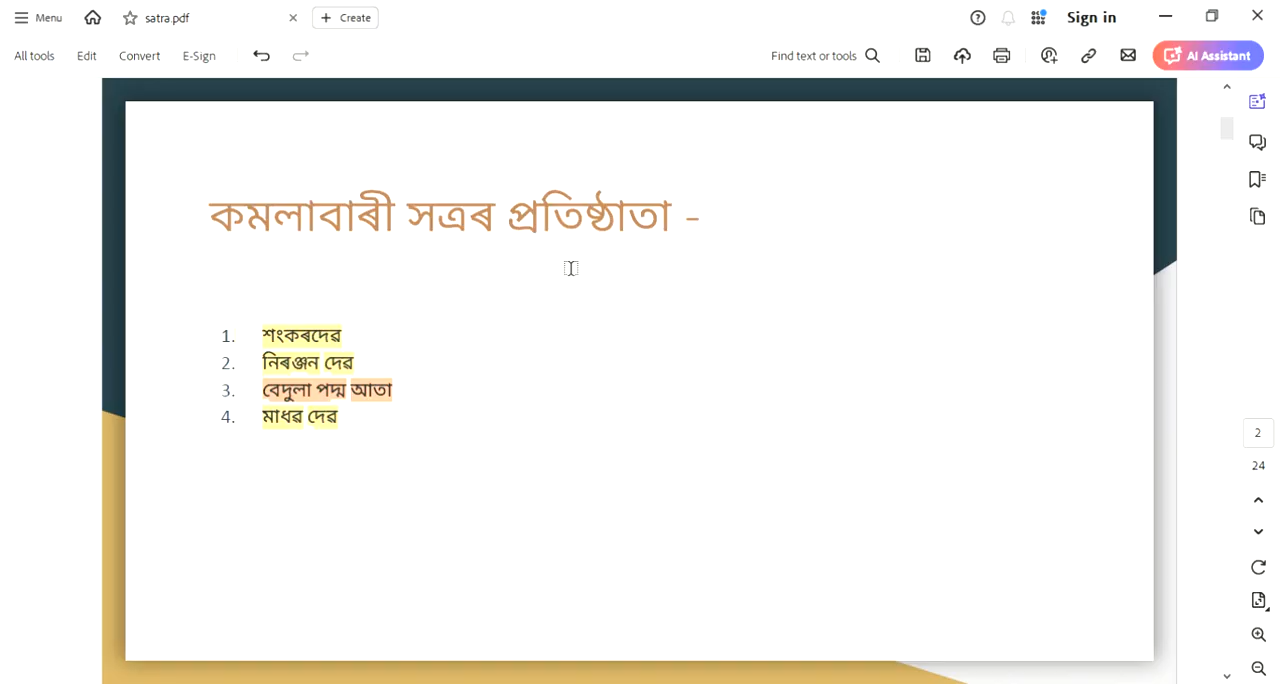 Menu satra.pdf Create Sign in
All tools Edit Convert E-Sign Find text or tools AI Assistant
কমলাবাৰী সত্ৰৰ প্ৰতিষ্ঠাতা -
1. শংকৰদেৱ
2. নিৰঞ্জন দেৱ
3. বেদুলা পদ্ম আতা
4. মাধৱ দেৱ
2
24